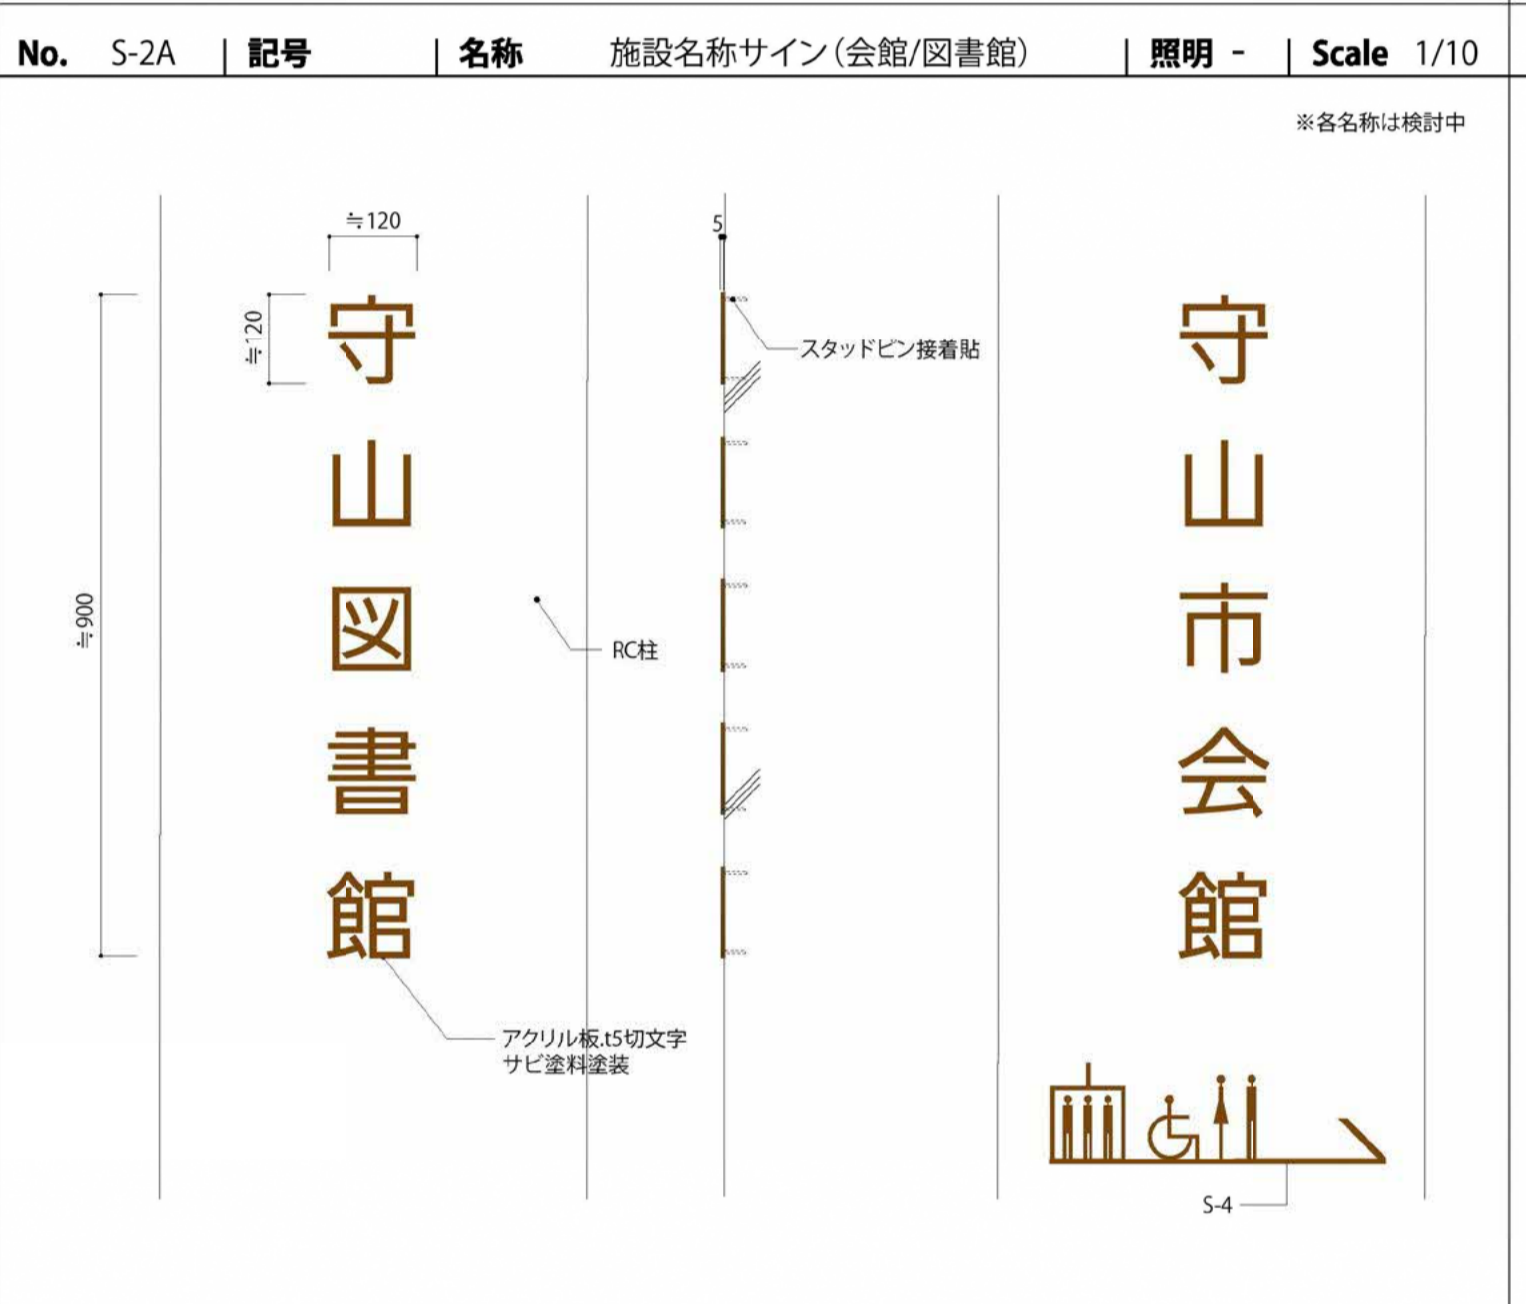 No. S-2A 記号 名称 施設名称サイン(会館/図書館) 照明 - Scale 1/10
※各名称は検討中
≒120
5
≒120
スタッドピン接着貼
≒900
RC柱
守山図書館
守山市会館
アクリル板.t5切文字
サビ塗料塗装
S-4